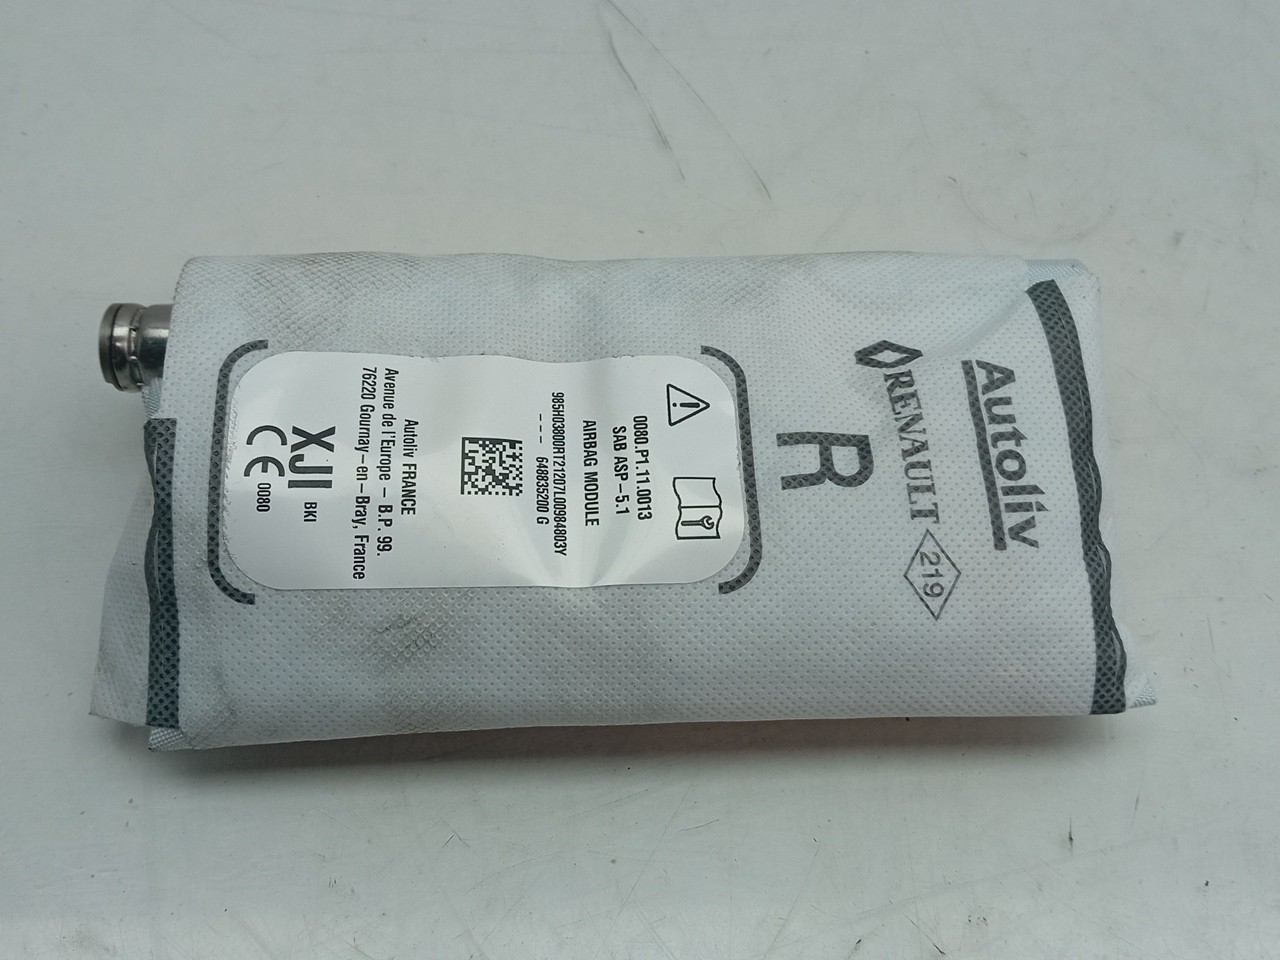 Autoliv
RENAULT 219
R
0080.P1.11.0013
SAB ASP-5.1
AIRBAG MODULE
985H03800RT21207L00984803Y
--- 648835200 G
Autoliv FRANCE
Avenue de l'Europe - B.P. 99.
76220 Gournay-en-Bray, France
XJI BKI
CE 0080